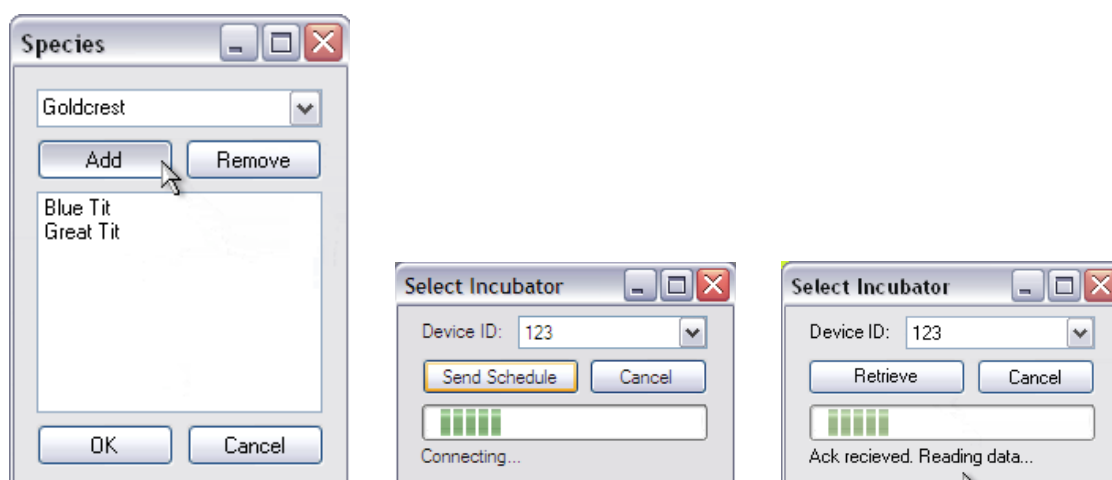 Species
Goldcrest
Add Remove
Blue Tit
Great Tit
OK Cancel
Select Incubator
Device ID: 123
Send Schedule Cancel
Connecting...
Select Incubator
Device ID: 123
Retrieve Cancel
Ack recieved. Reading data...